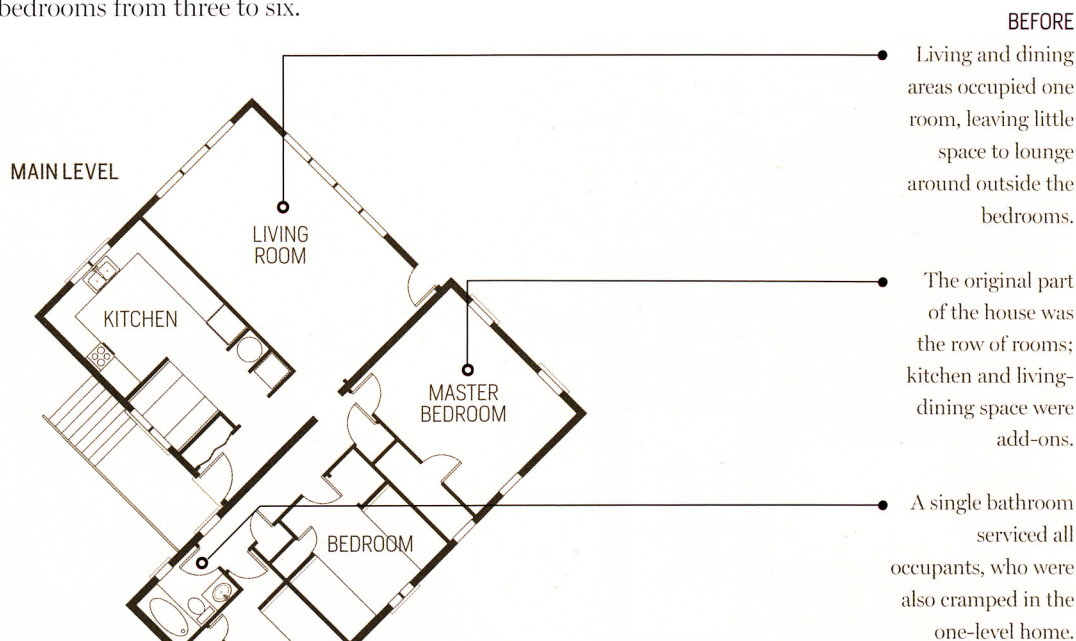 bedrooms from three to six.
BEFORE
Living and dining
areas occupied one
room, leaving little
space to lounge
around outside the
bedrooms.
MAIN LEVEL
LIVING
ROOM
KITCHEN
The original part
of the house was
the row of rooms;
kitchen and living-
dining space were
add-ons.
MASTER
BEDROOM
A single bathroom
serviced all
occupants, who were
also cramped in the
one-level home.
BEDROOM